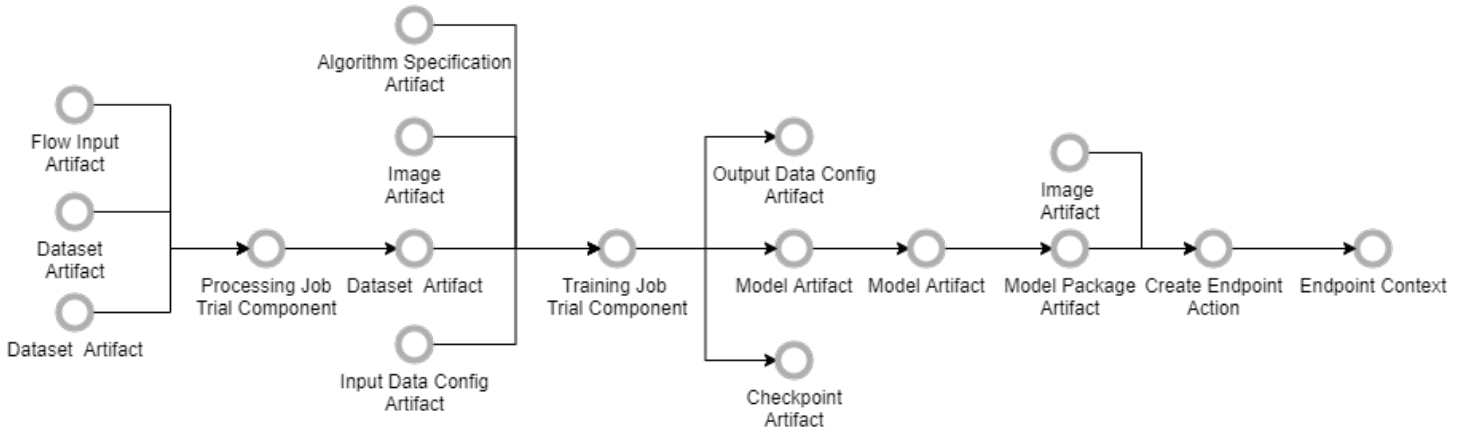 Algorithm Specification
Artifact
Flow Input
Artifact
Image
Artifact
Output Data Config
Artifact
Image
Artifact
Dataset
Artifact
Processing Job
Trial Component
Dataset Artifact
Training Job
Trial Component
Model Artifact
Model Artifact
Model Package
Artifact
Create Endpoint
Action
Endpoint Context
Dataset Artifact
Input Data Config
Artifact
Checkpoint
Artifact